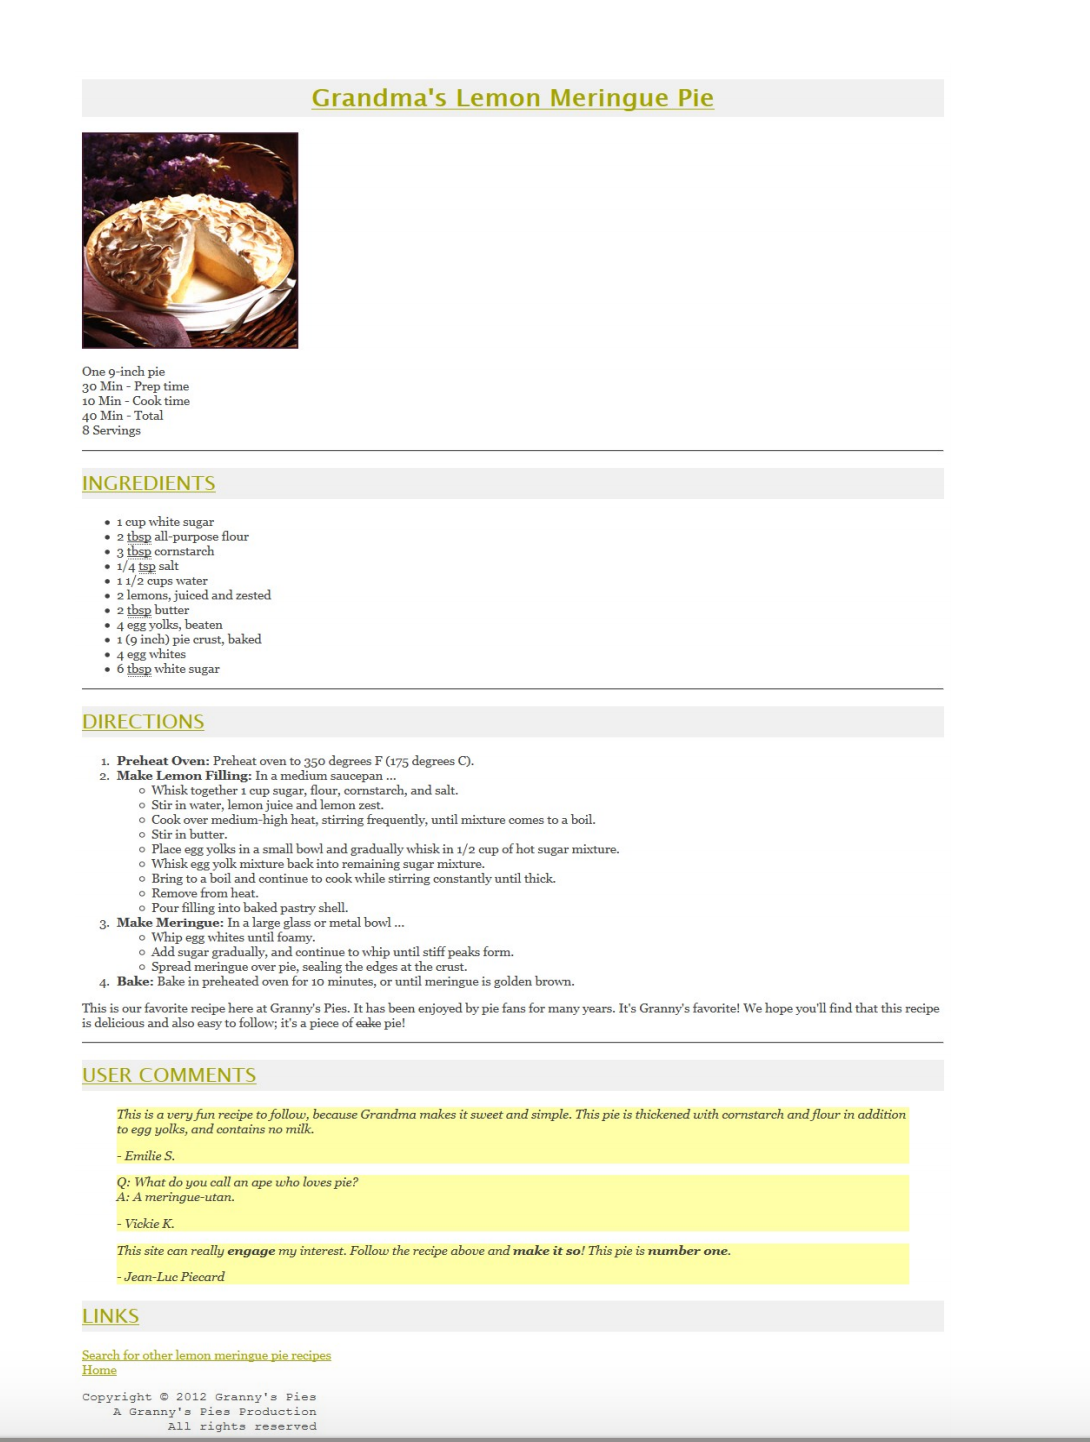 Grandma's Lemon Meringue Pie
One 9-inch pie
30 Min - Prep time
10 Min - Cook time
40 Min - Total
8 Servings
INGREDIENTS
• 1 cup white sugar
• 2 tbsp all-purpose flour
• 3 tbsp cornstarch
• 1/4 tsp salt
• 1 1/2 cups water
• 2 lemons, juiced and zested
• 2 tbsp butter
• 4 egg yolks, beaten
• 1 (9 inch) pie crust, baked
• 4 egg whites
• 6 tbsp white sugar
DIRECTIONS
1. Preheat Oven: Preheat oven to 350 degrees F (175 degrees C).
2. Make Lemon Filling: In a medium saucepan ...
◦ Whisk together 1 cup sugar, flour, cornstarch, and salt.
◦ Stir in water, lemon juice and lemon zest.
◦ Cook over medium-high heat, stirring frequently, until mixture comes to a boil.
◦ Stir in butter.
◦ Place egg yolks in a small bowl and gradually whisk in 1/2 cup of hot sugar mixture.
◦ Whisk egg yolk mixture back into remaining sugar mixture.
◦ Bring to a boil and continue to cook while stirring constantly until thick.
◦ Remove from heat.
◦ Pour filling into baked pastry shell.
3. Make Meringue: In a large glass or metal bowl ...
◦ Whip egg whites until foamy.
◦ Add sugar gradually, and continue to whip until stiff peaks form.
◦ Spread meringue over pie, sealing the edges at the crust.
4. Bake: Bake in preheated oven for 10 minutes, or until meringue is golden brown.
This is our favorite recipe here at Granny's Pies. It has been enjoyed by pie fans for many years. It's Granny's favorite! We hope you'll find that this recipe
is delicious and also easy to follow; it's a piece of cake pie!
USER COMMENTS
This is a very fun recipe to follow, because Grandma makes it sweet and simple. This pie is thickened with cornstarch and flour in addition
to egg yolks, and contains no milk.
- Emilie S.
Q: What do you call an ape who loves pie?
A: A meringue-utan.
- Vickie K.
This site can really engage my interest. Follow the recipe above and make it so! This pie is number one.
- Jean-Luc Piecard
LINKS
Search for other lemon meringue pie recipes
Home
Copyright © 2012 Granny's Pies
A Granny's Pies Production
All rights reserved